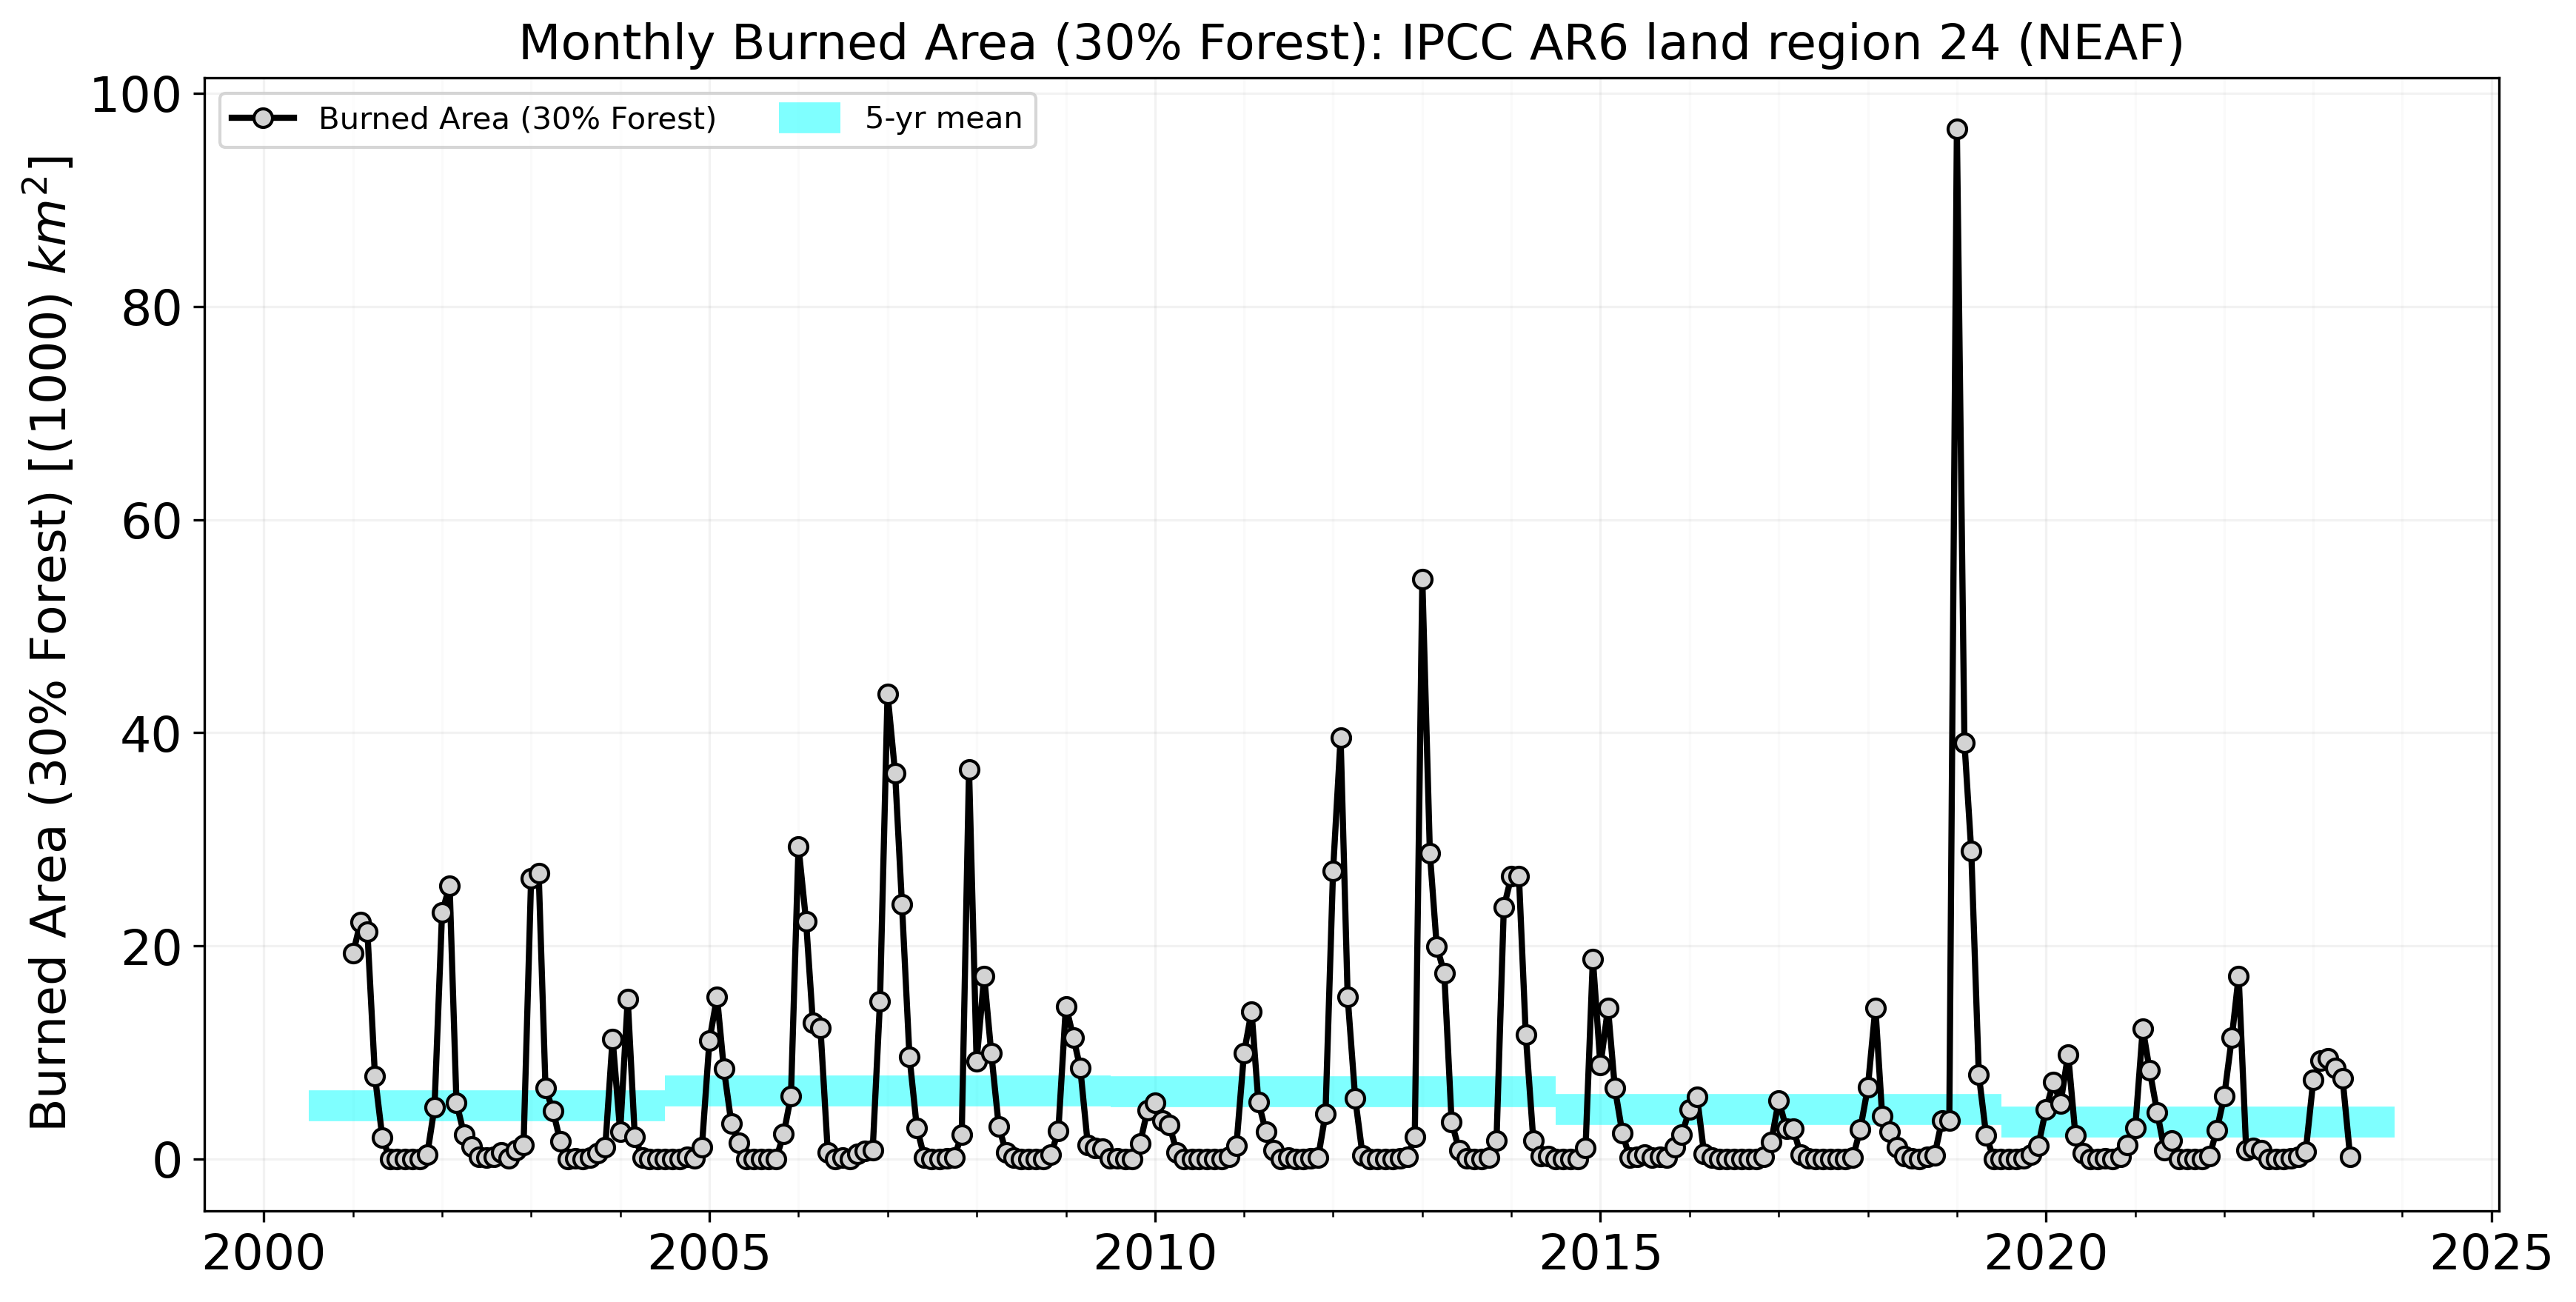 Monthly Burned Area (30% Forest): IPCC AR6 land region 24 (NEAF)
Burned Area (30% Forest) [(1000) km²]
Burned Area (30% Forest)
5-yr mean
100
80
60
40
20
0
2000 2005 2010 2015 2020 2025